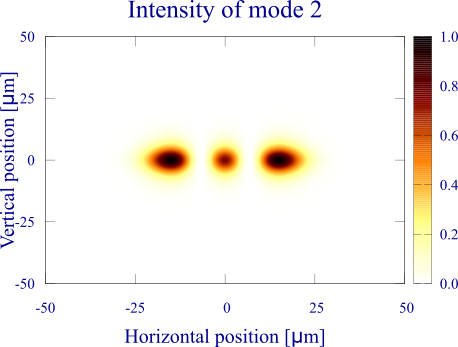 Intensity of mode 2
Vertical position [μm]
50
25
0
-25
-50
-50 -25 0 25 50
Horizontal position [μm]
1.0
0.8
0.6
0.4
0.2
0.0